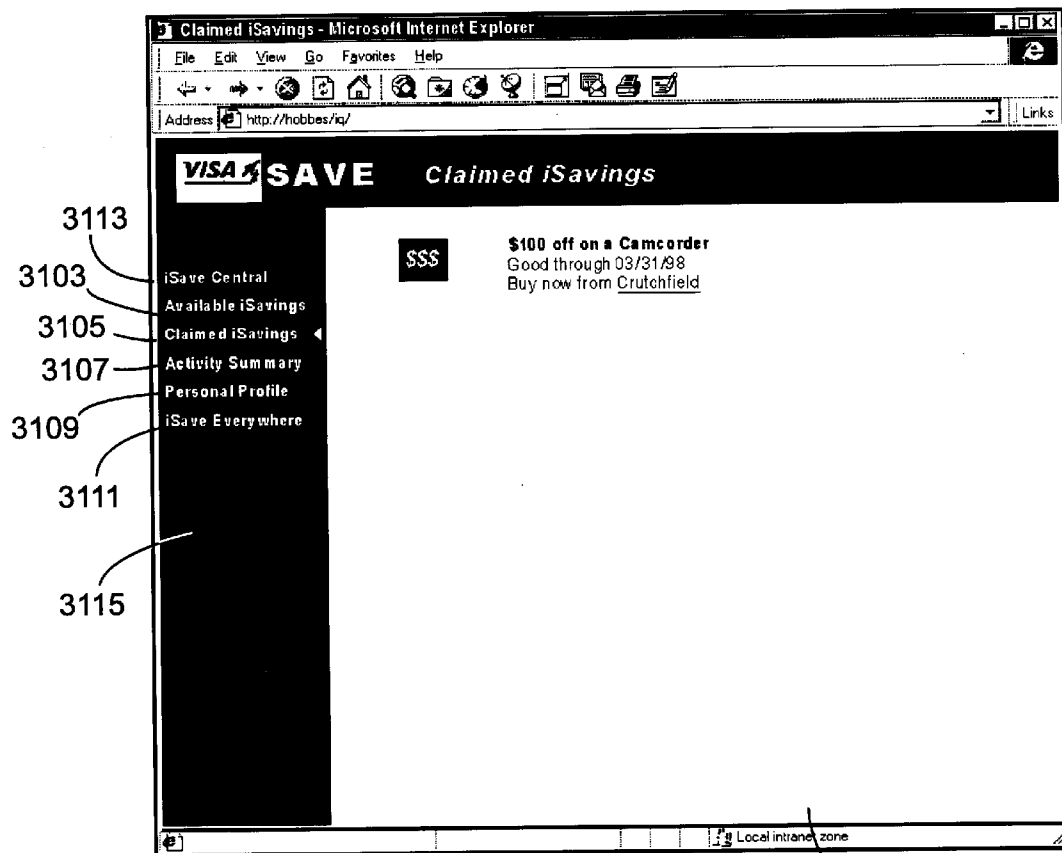 Claimed iSavings - Microsoft Internet Explorer
File Edit View Go Favorites Help
Address http://hobbes/iq/ Links
VISA SAVE Claimed iSavings
3113
3103
3105
3107
3109
3111
3115
iSave Central
Available iSavings
Claimed iSavings
Activity Summary
Personal Profile
iSave Everywhere
$$$
$100 off on a Camcorder
Good through 03/31/98
Buy now from Crutchfield
Local intranet zone